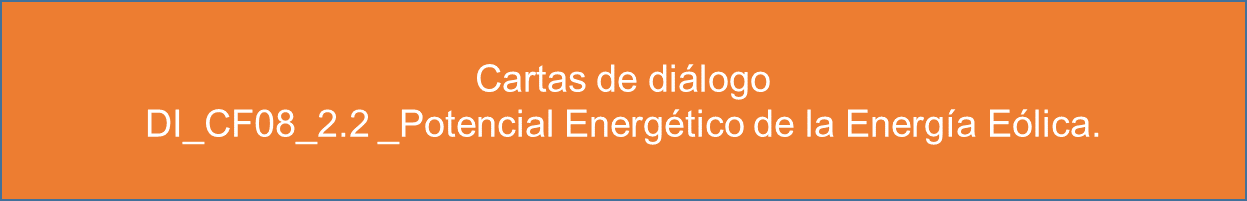 Cartas de diálogo
DI_CF08_2.2 _Potencial Energético de la Energía Eólica.